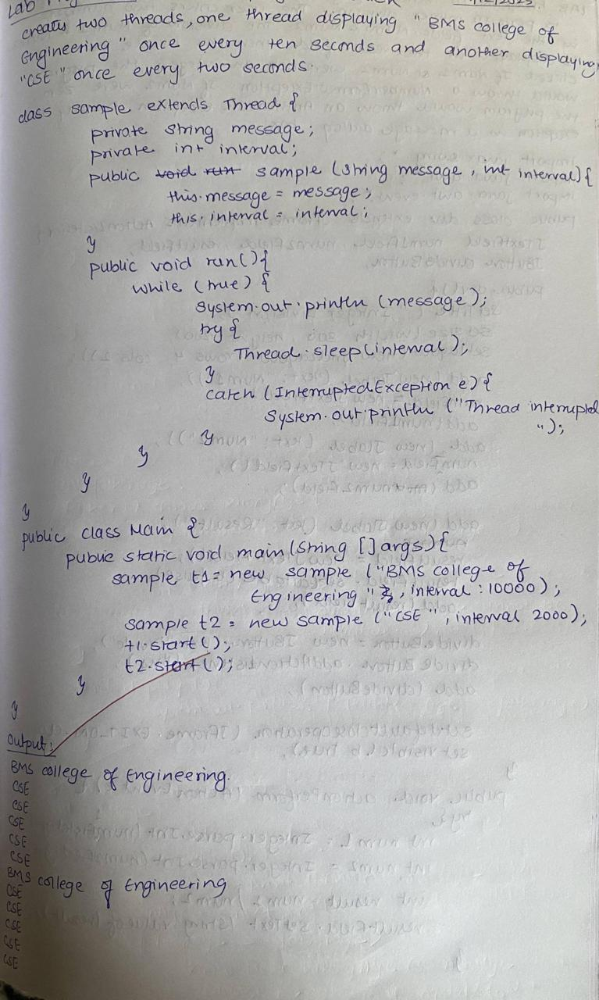 Lab
creates two threads, one thread displaying "BMS college of
Engineering" once every ten seconds and another displaying
"CSE" once every two seconds.
class sample extends Thread {
private string message;
private int interval;
public void run sample (string message, int interval) {
this.message = message;
this.interval = interval;
}
public void run() {
while (true) {
System.out.println (message);
try {
Thread.sleep(interval);
}
catch (InterruptedException e) {
System.out.println ("Thread interrupted
");
}
}
}
}
public class Main {
public static void main(string [] args) {
sample t1 = new sample ("BMS college of
Engineering", interval : 10000);
sample t2 = new sample ("CSE", interval 2000);
t1.start();
t2.start();
}
}
output:
BMS college of Engineering.
CSE
CSE
CSE
CSE
CSE
BMS college of Engineering
CSE
CSE
CSE
CSE
CSE